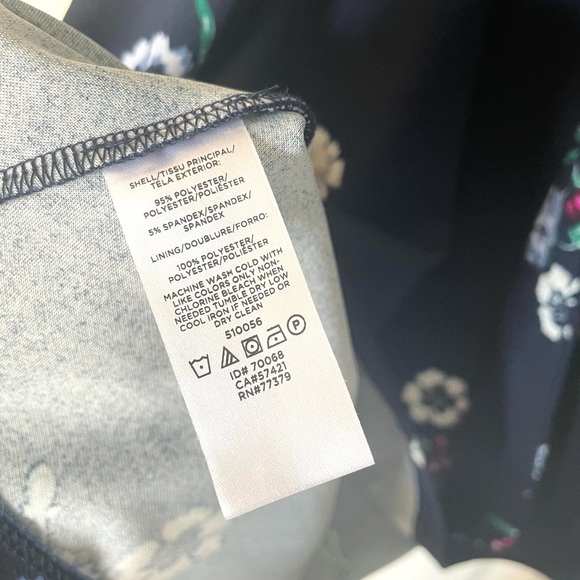 SHELL/TISSU PRINCIPAL/
TELA EXTERIOR:
95% POLYESTER/
POLYESTER/POLIÉSTER
5% SPANDEX/SPANDEX/
SPANDEX
LINING/DOUBLURE/FORRO:
100% POLYESTER/
POLYESTER/POLIÉSTER
MACHINE WASH COLD WITH
LIKE COLORS ONLY NON-
CHLORINE BLEACH WHEN
NEEDED TUMBLE DRY LOW
COOL IRON IF NEEDED OR
DRY CLEAN
510056
P
ID# 70068
CA#57421
RN#77379